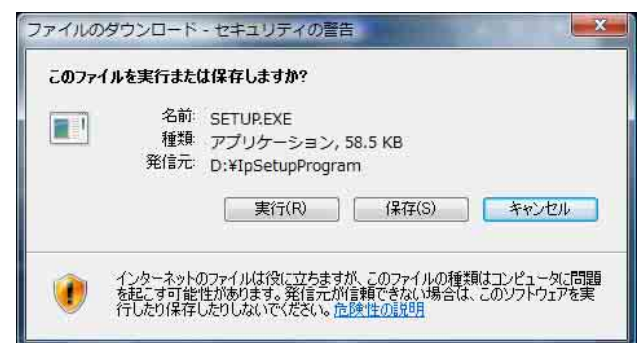 ファイルのダウンロード - セキュリティの警告
このファイルを実行または保存しますか?
名前: SETUP.EXE
種類: アプリケーション, 58.5 KB
発信元: D:¥IpSetupProgram
実行(R) 保存(S) キャンセル
インターネットのファイルは役に立ちますが、このファイルの種類はコンピュータに問題
を起こす可能性があります。発信元が信頼できない場合は、このソフトウェアを実
行したり保存したりしないでください。危険性の説明